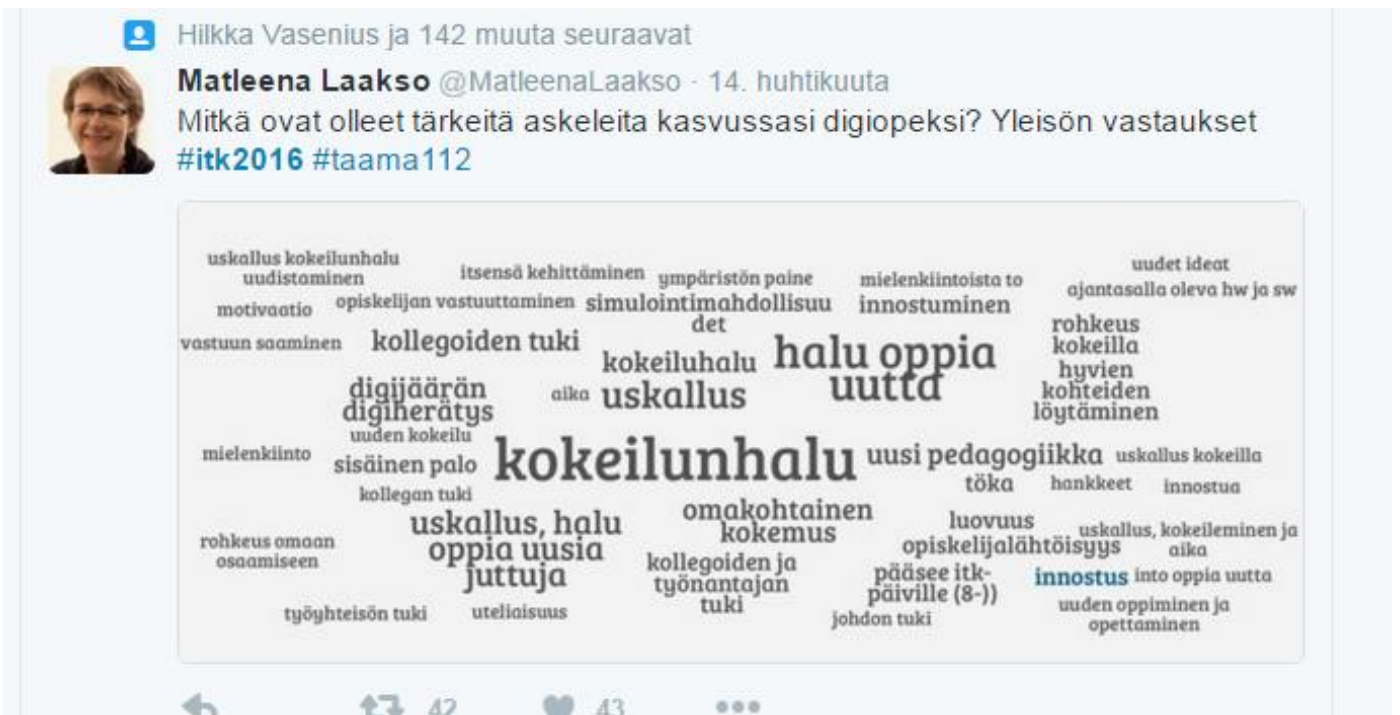 Hilkka Vasenius ja 142 muuta seuraavat
Matleena Laakso @MatleenaLaakso · 14. huhtikuuta
Mitkä ovat olleet tärkeitä askeleita kasvussasi digiopeksi? Yleisön vastaukset
#itk2016 #taama112
uskallus kokeilunhalu
uudistaminen
itsensä kehittäminen
ympäristön paine
mielenkiintoista to
uudet ideat
motivaatio
opiskelijan vastuuttaminen
simulointimahdollisuu
det
innostuminen
ajantasalla oleva hw ja sw
vastuun saaminen
kollegoiden tuki
kokeiluhalu
halu oppia
uutta
rohkeus
kokeilla
hyvien
kohteiden
löytäminen
digijäärän
digiherätys
aika
uskallus
uuden kokeilu
mielenkiinto
sisäinen palo
kokeilunhalu
uusi pedagogiikka
uskallus kokeilla
töka
hankkeet
innostua
kollegan tuki
uskallus, halu
oppia uusia
juttuja
omakohtainen
kokemus
luovuus
uskallus, kokeileminen ja
aika
rohkeus omaan
osaamiseen
opiskelijalähtöisyys
kollegoiden ja
työnantajan
tuki
pääsee itk-
päiville (8-))
innostus
into oppia uutta
työyhteisön tuki
uteliaisuus
johdon tuki
uuden oppiminen ja
opettaminen
42
43